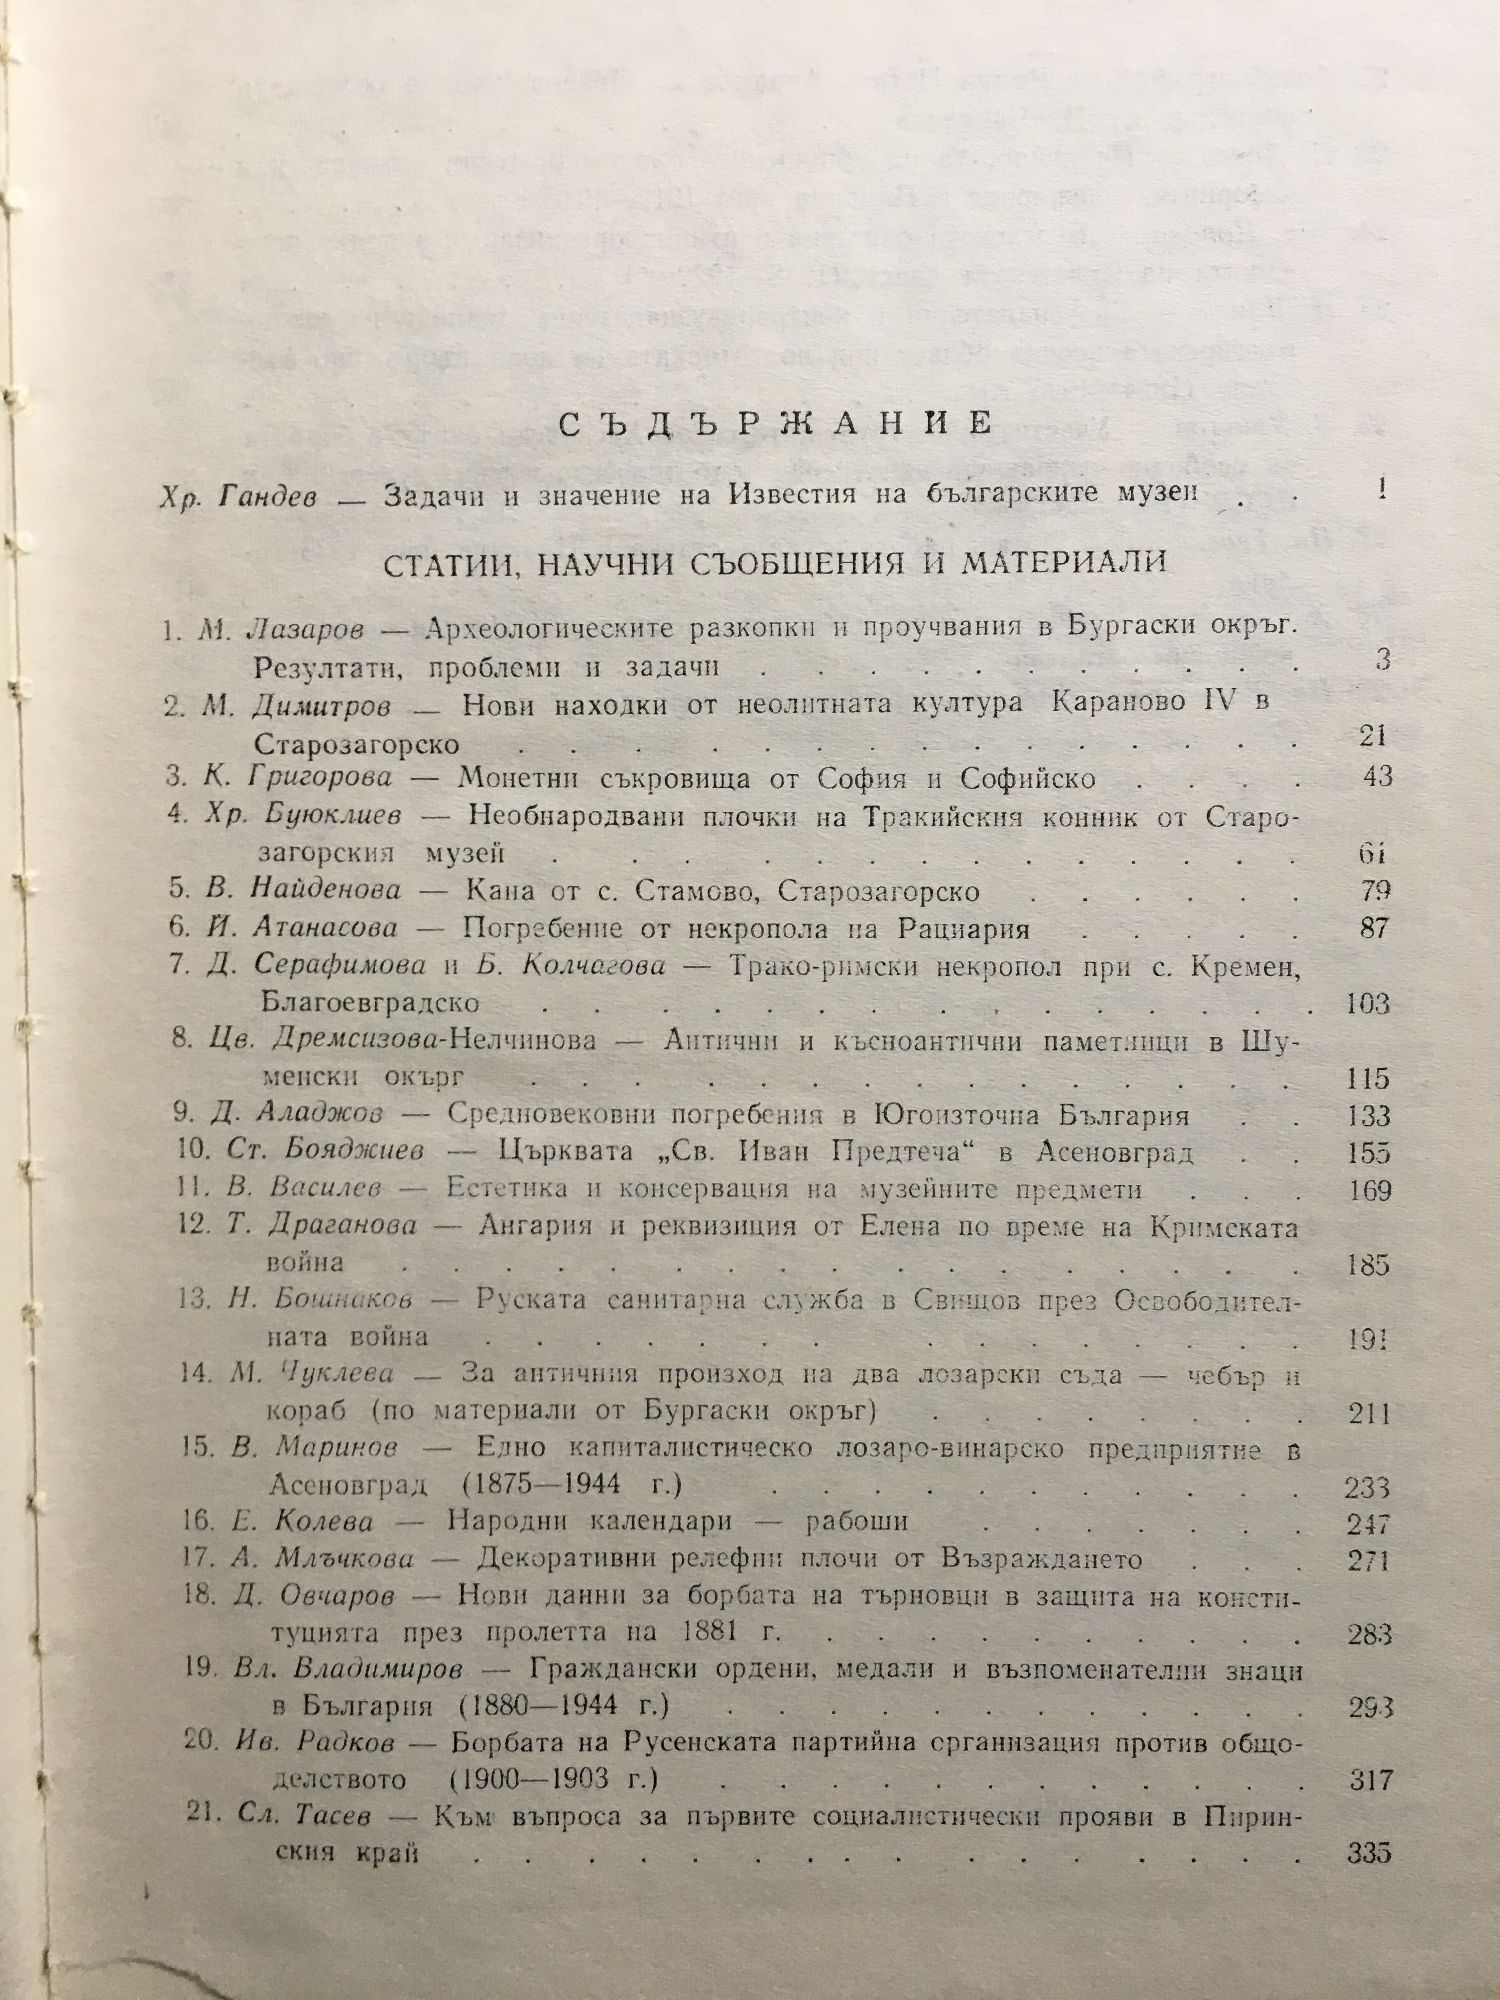 СЪДЪРЖАНИЕ
Хр. Гандев — Задачи и значение на Известия на българските музеи . . 1
СТАТИИ, НАУЧНИ СЪОБЩЕНИЯ И МАТЕРИАЛИ
1. М. Лазаров — Археологическите разкопки и проучвания в Бургаски окръг.
Резултати, проблеми и задачи . . . . . . . . . . 3
2. М. Димитров — Нови находки от неолитната култура Караново IV в
Старозагорско . . . . . . . . . . . . . . 21
3. К. Григорова — Монетни съкровища от София и Софийско . . . . 43
4. Хр. Буюклиев — Необнародвани плочки на Тракийския конник от Старо-
загорския музей . . . . . . . . . . . . . 61
5. В. Найденова — Кана от с. Стамово, Старозагорско . . . . . . 79
6. Й. Атанасова — Погребение от некропола на Рациария . . . . . 87
7. Д. Серафимова и Б. Колчагова — Трако-римски некропол при с. Кремен,
Благоевградско . . . . . . . . . . . . . . 103
8. Цв. Дремсизова-Нелчинова — Антични и късноантични паметници в Шу-
менски окърг . . . . . . . . . . . . . . 115
9. Д. Аладжов — Средновековни погребения в Югоизточна България . . 133
10. Ст. Бояджиев — Църквата „Св. Иван Предтеча“ в Асеновград . . 155
11. В. Василев — Естетика и консервация на музейните предмети . . . 169
12. Т. Драганова — Ангария и реквизиция от Елена по време на Кримската
война . . . . . . . . . . . . . . . . 185
13. Н. Бошнаков — Руската санитарна служба в Свищов през Освободител-
ната война . . . . . . . . . . . . . . 191
14. М. Чуклева — За античния произход на два лозарски съда — чебър и
кораб (по материали от Бургаски окръг) . . . . . . . . 211
15. В. Маринов — Едно капиталистическо лозаро-винарско предприятие в
Асеновград (1875—1944 г.) . . . . . . . . . . . 233
16. Е. Колева — Народни календари — рабоши . . . . . . . 247
17. А. Млъчкова — Декоративни релефни плочи от Възраждането . . . 271
18. Д. Овчаров — Нови данни за борбата на търновци в защита на консти-
туцията през пролетта на 1881 г. . . . . . . . . . . 283
19. Вл. Владимиров — Граждански ордени, медали и възпоменателни знаци
в България (1880—1944 г.) . . . . . . . . . . . . 293
20. Ив. Радков — Борбата на Русенската партийна организация против общо-
делството (1900—1903 г.) . . . . . . . . . . . . 317
21. Сл. Тасев — Към въпроса за първите социалистически прояви в Пирин-
ския край . . . . . . . . . . . . . . . 335